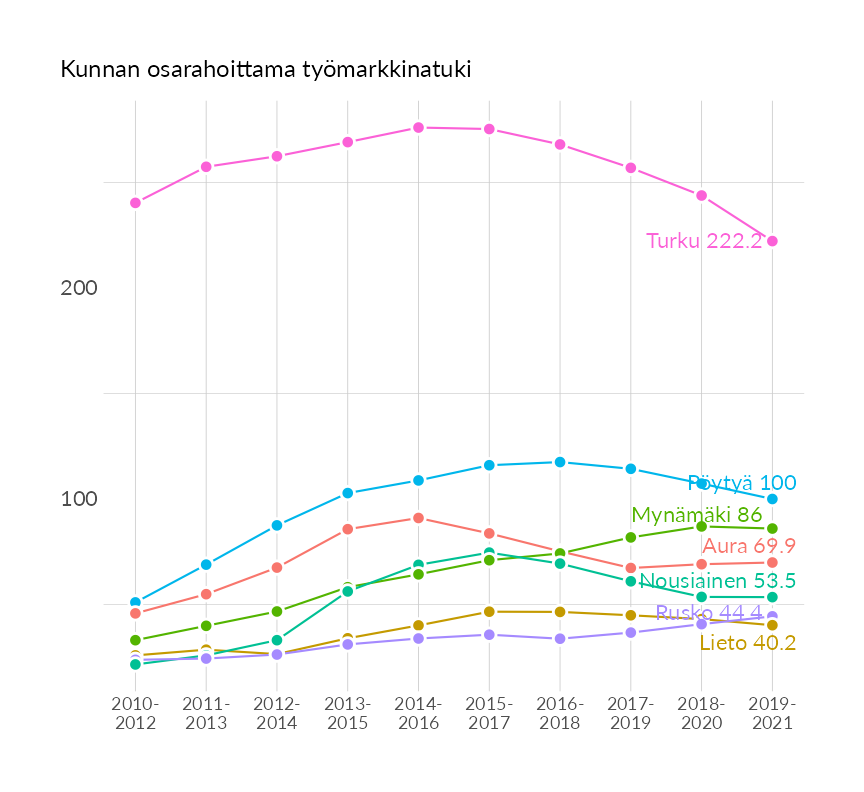 Kunnan osarahoittama työmarkkinatuki
Turku 222.2
200
Pöytyä 100
100
Mynämäki 86
Aura 69.9
Nousiainen 53.5
Rusko 44.4
Lieto 40.2
2010-
2012
2011-
2013
2012-
2014
2013-
2015
2014-
2016
2015-
2017
2016-
2018
2017-
2019
2018-
2020
2019-
2021